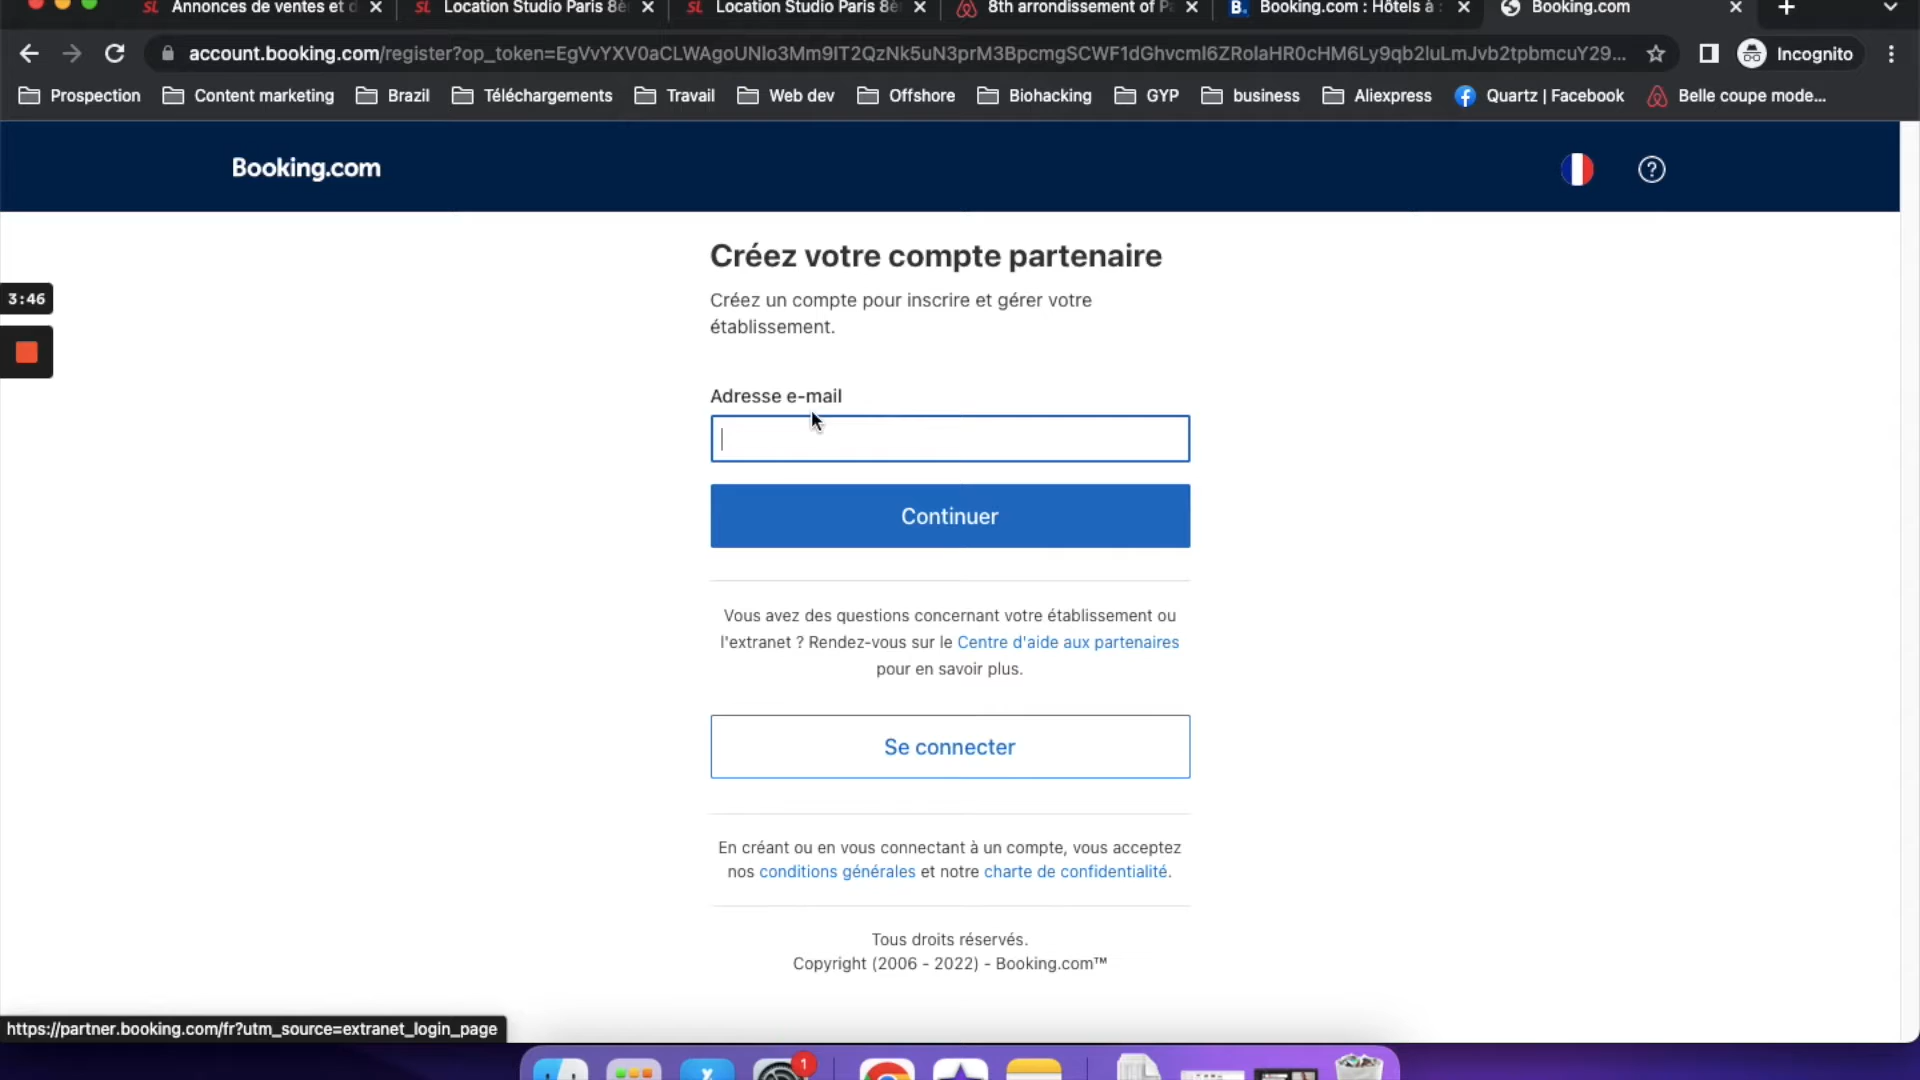 Annonces de ventes et d
Location Studio Paris 8è
Location Studio Paris 8è
8th arrondissement of P
B. Booking.com : Hôtels à
Booking.com
account.booking.com/register?op_token=EgVvYXV0aCLWAgoUNlo3Mm9IT2QzNk5uN3prM3BpcmgSCWF1dGhvcml6ZRolaHR0cHM6Ly9qb2luLmJvb2tpbmcuY29...
Incognito
Prospection
Content marketing
Brazil
Téléchargements
Travail
Web dev
Offshore
Biohacking
GYP
business
Aliexpress
Quartz | Facebook
Belle coupe mode...
Booking.com
3:46
Créez votre compte partenaire
Créez un compte pour inscrire et gérer votre
établissement.
Adresse e-mail
Continuer
Vous avez des questions concernant votre établissement ou
l'extranet ? Rendez-vous sur le Centre d'aide aux partenaires
pour en savoir plus.
Se connecter
En créant ou en vous connectant à un compte, vous acceptez
nos conditions générales et notre charte de confidentialité.
Tous droits réservés.
Copyright (2006 - 2022) - Booking.com™
https://partner.booking.com/fr?utm_source=extranet_login_page
1